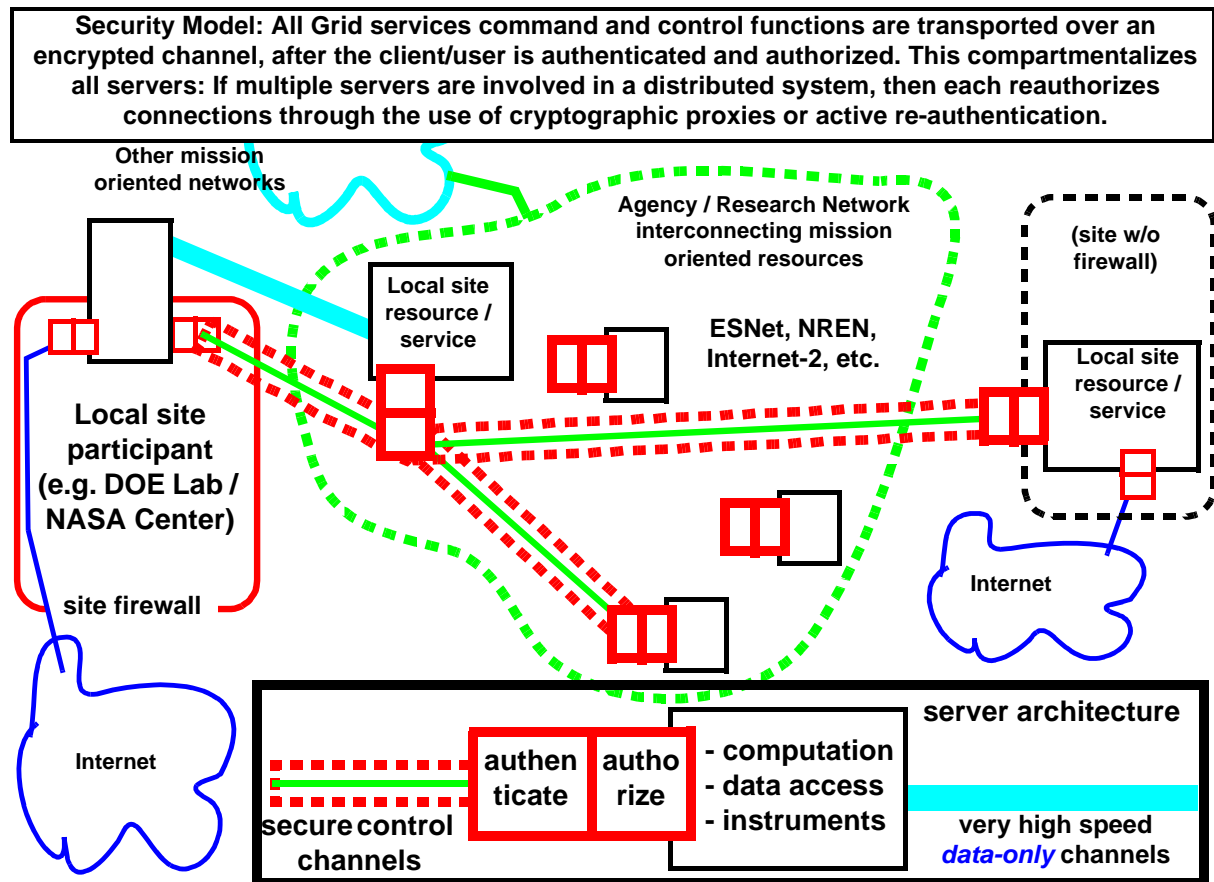 Security Model: All Grid services command and control functions are transported over an
encrypted channel, after the client/user is authenticated and authorized. This compartmentalizes
all servers: If multiple servers are involved in a distributed system, then each reauthorizes
connections through the use of cryptographic proxies or active re-authentication.
Other mission
oriented networks
Agency / Research Network
interconnecting mission
oriented resources
(site w/o
firewall)
Local site
resource /
service
ESNet, NREN,
Internet-2, etc.
Local site
resource /
service
Local site
participant
(e.g. DOE Lab /
NASA Center)
site firewall
Internet
Internet
server architecture
authen
ticate
autho
rize
- computation
- data access
- instruments
secure control
channels
very high speed
data-only channels